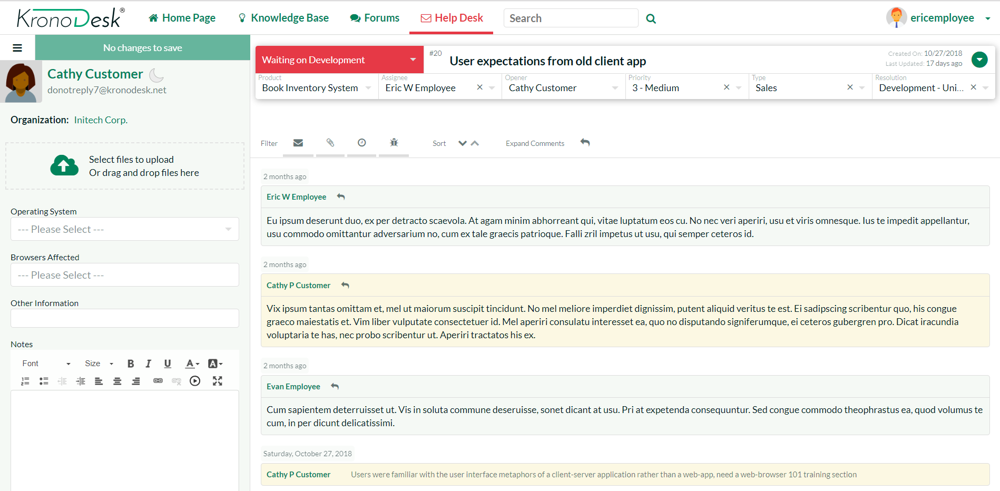 KronoDesk®
Home Page
Knowledge Base
Forums
Help Desk
Search
ericemployee
No changes to save
Cathy Customer
donotreply7@kronodesk.net
Organization: Initech Corp.
Select files to upload
Or drag and drop files here
Operating System
--- Please Select ---
Browsers Affected
--- Please Select ---
Other Information
Notes
Font
Size
B I U A A
Waiting on Development
#20
User expectations from old client app
Created On: 10/27/2018
Last Updated: 17 days ago
Product
Book Inventory System
Assignee
Eric W Employee
Opener
Cathy Customer
Priority
3 - Medium
Type
Sales
Resolution
Development - Uni...
Filter
Sort
Expand Comments
2 months ago
Eric W Employee
Eu ipsum deserunt duo, ex per detracto scaevola. At agam minim abhorreant qui, vitae luptatum eos cu. No nec veri aperiri, usu et viris omnesque. Ius te impedit appellantur,
usu commodo omittantur adversarium no, cum ex tale graecis patrioque. Falli zril impetus ut usu, qui semper ceteros id.
2 months ago
Cathy P Customer
Vix ipsum tantas omittam et, mel ut maiorum suscipit tincidunt. No mel meliore imperdiet dignissim, putent aliquid veritus te est. Ei sadipscing scribentur quo, his congue
graeco maiestatis et. Vim liber vulputate consectetuer id. Mel aperiri consulatu interesset ea, quo no disputando signiferumque, ei ceteros gubergren pro. Dicat iracundia
voluptaria te has, nec probo scribentur ut. Aperiri tractatos his ex.
2 months ago
Evan Employee
Cum sapientem deterruisset ut. Vis in soluta commune deseruisse, sonet dicant at usu. Pri at expetenda consequuntur. Sed congue commodo theophrastus ea, quod volumus te
cum, in per dicunt delicatissimi.
Saturday, October 27, 2018
Cathy P Customer
Users were familiar with the user interface metaphors of a client-server application rather than a web-app, need a web-browser 101 training section